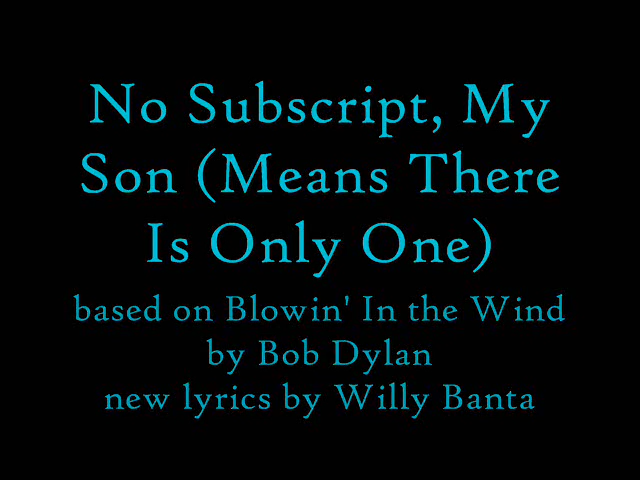 No Subscript, My
Son (Means There
Is Only One)
based on Blowin' In the Wind
by Bob Dylan
new lyrics by Willy Banta